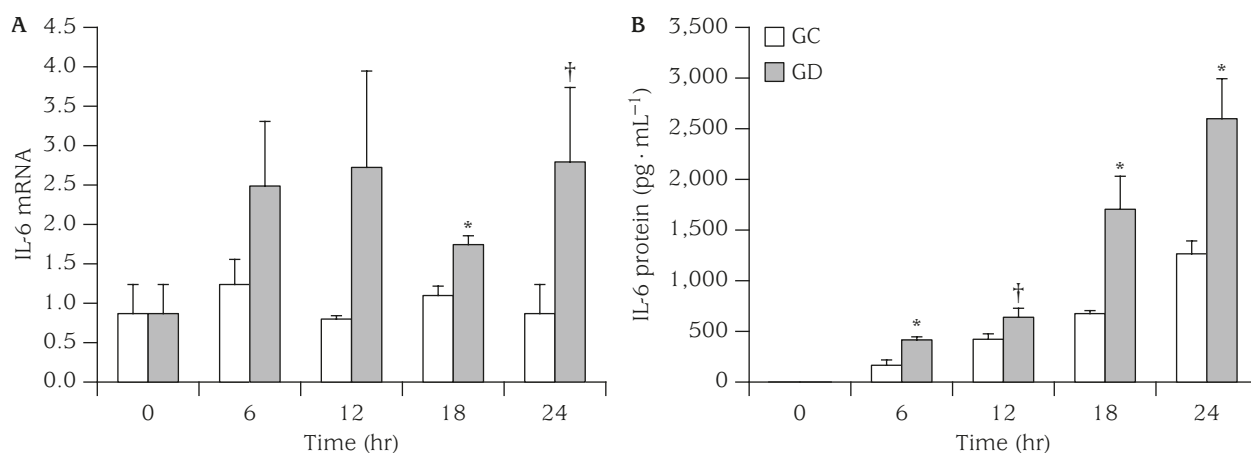 A
IL-6 mRNA
4.5
4.0
3.5
3.0
2.5
2.0
1.5
1.0
0.5
0.0
*
†
0 6 12 18 24
Time (hr)
B
GC
GD
IL-6 protein (pg · mL⁻¹)
3,500
3,000
2,500
2,000
1,500
1,000
500
0
*
†
*
*
0 6 12 18 24
Time (hr)